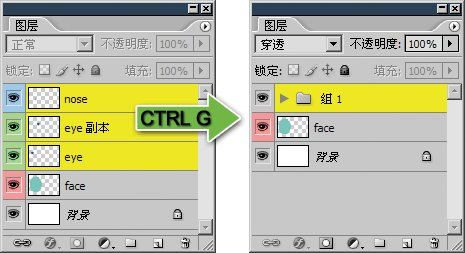 图层
正常
不透明度:
100%
锁定:
填充:
100%
nose
eye 副本
eye
face
背景
CTRL G
图层
穿透
不透明度:
100%
锁定:
填充:
100%
组 1
face
背景